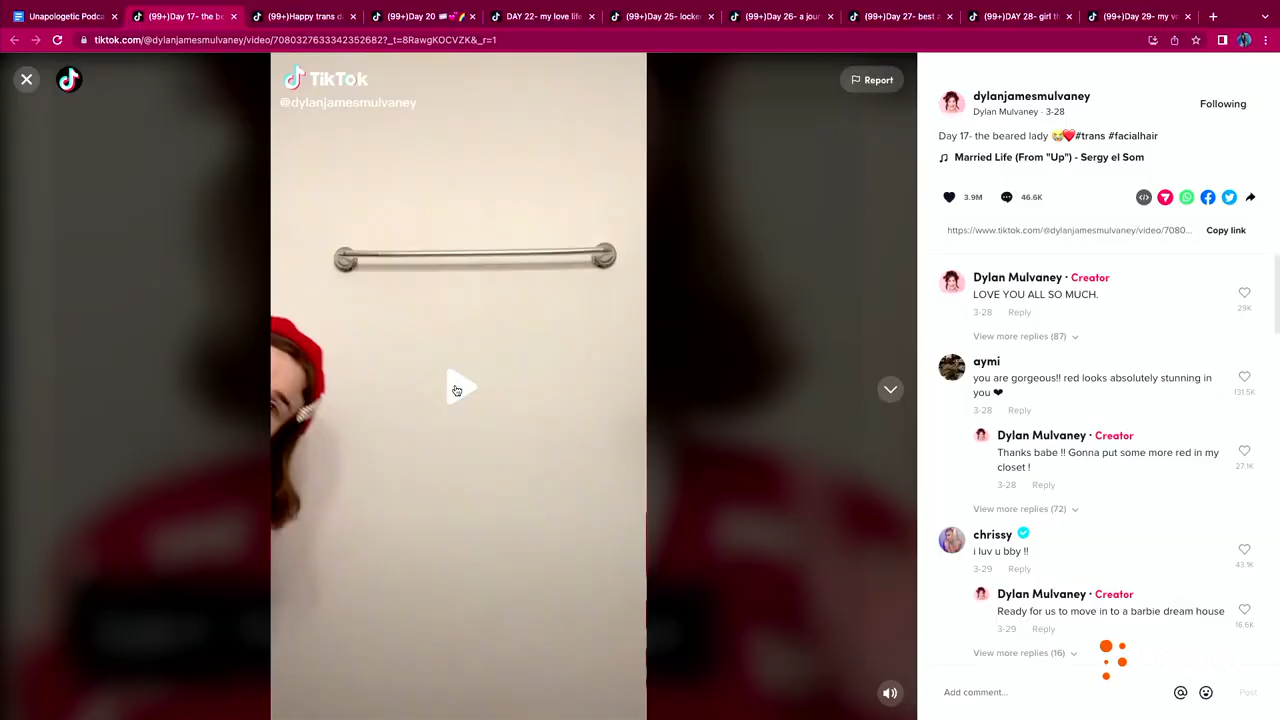 Unapologetic Podca
(99+)Day 17- the be
(99+)Happy trans d
(99+)Day 20
DAY 22- my love life
(99+)Day 25- locke
(99+)Day 26- a jour
(99+)Day 27- best a
(99+)DAY 28- girl th
(99+)Day 29- my v
tiktok.com/@dylanjamesmulvaney/video/7080327633342352682?_t=8RawgKOCVZK&_r=1
TikTok
@dylanjamesmulvaney
Report
dylanjamesmulvaney
Dylan Mulvaney · 3-28
Following
Day 17- the beared lady 😭❤️#trans #facialhair
Married Life (From "Up") - Sergy el Som
3.9M
46.6K
https://www.tiktok.com/@dylanjamesmulvaney/video/7080...
Copy link
Dylan Mulvaney · Creator
LOVE YOU ALL SO MUCH.
29K
3-28 Reply
View more replies (87)
aymi
you are gorgeous!! red looks absolutely stunning in
you ❤
131.5K
3-28 Reply
Dylan Mulvaney · Creator
Thanks babe !! Gonna put some more red in my
closet !
27.1K
3-28 Reply
View more replies (72)
chrissy
i luv u bby !!
43.1K
3-29 Reply
Dylan Mulvaney · Creator
Ready for us to move in to a barbie dream house
16.6K
3-29 Reply
View more replies (16)
Add comment...
Post